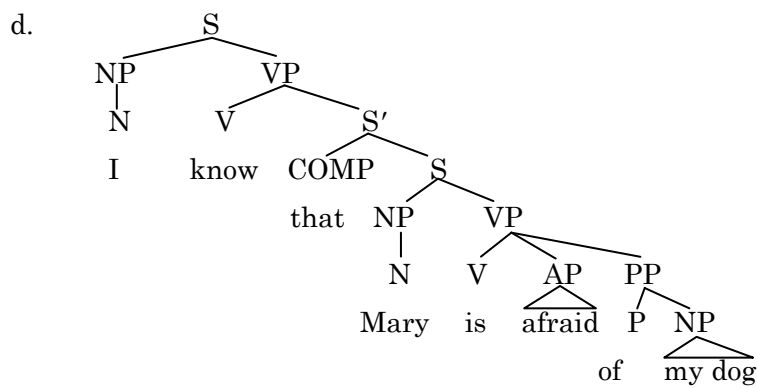 d. S
NP VP
N V S′
I know COMP S
that NP VP
N V AP PP
Mary is afraid P NP
of my dog